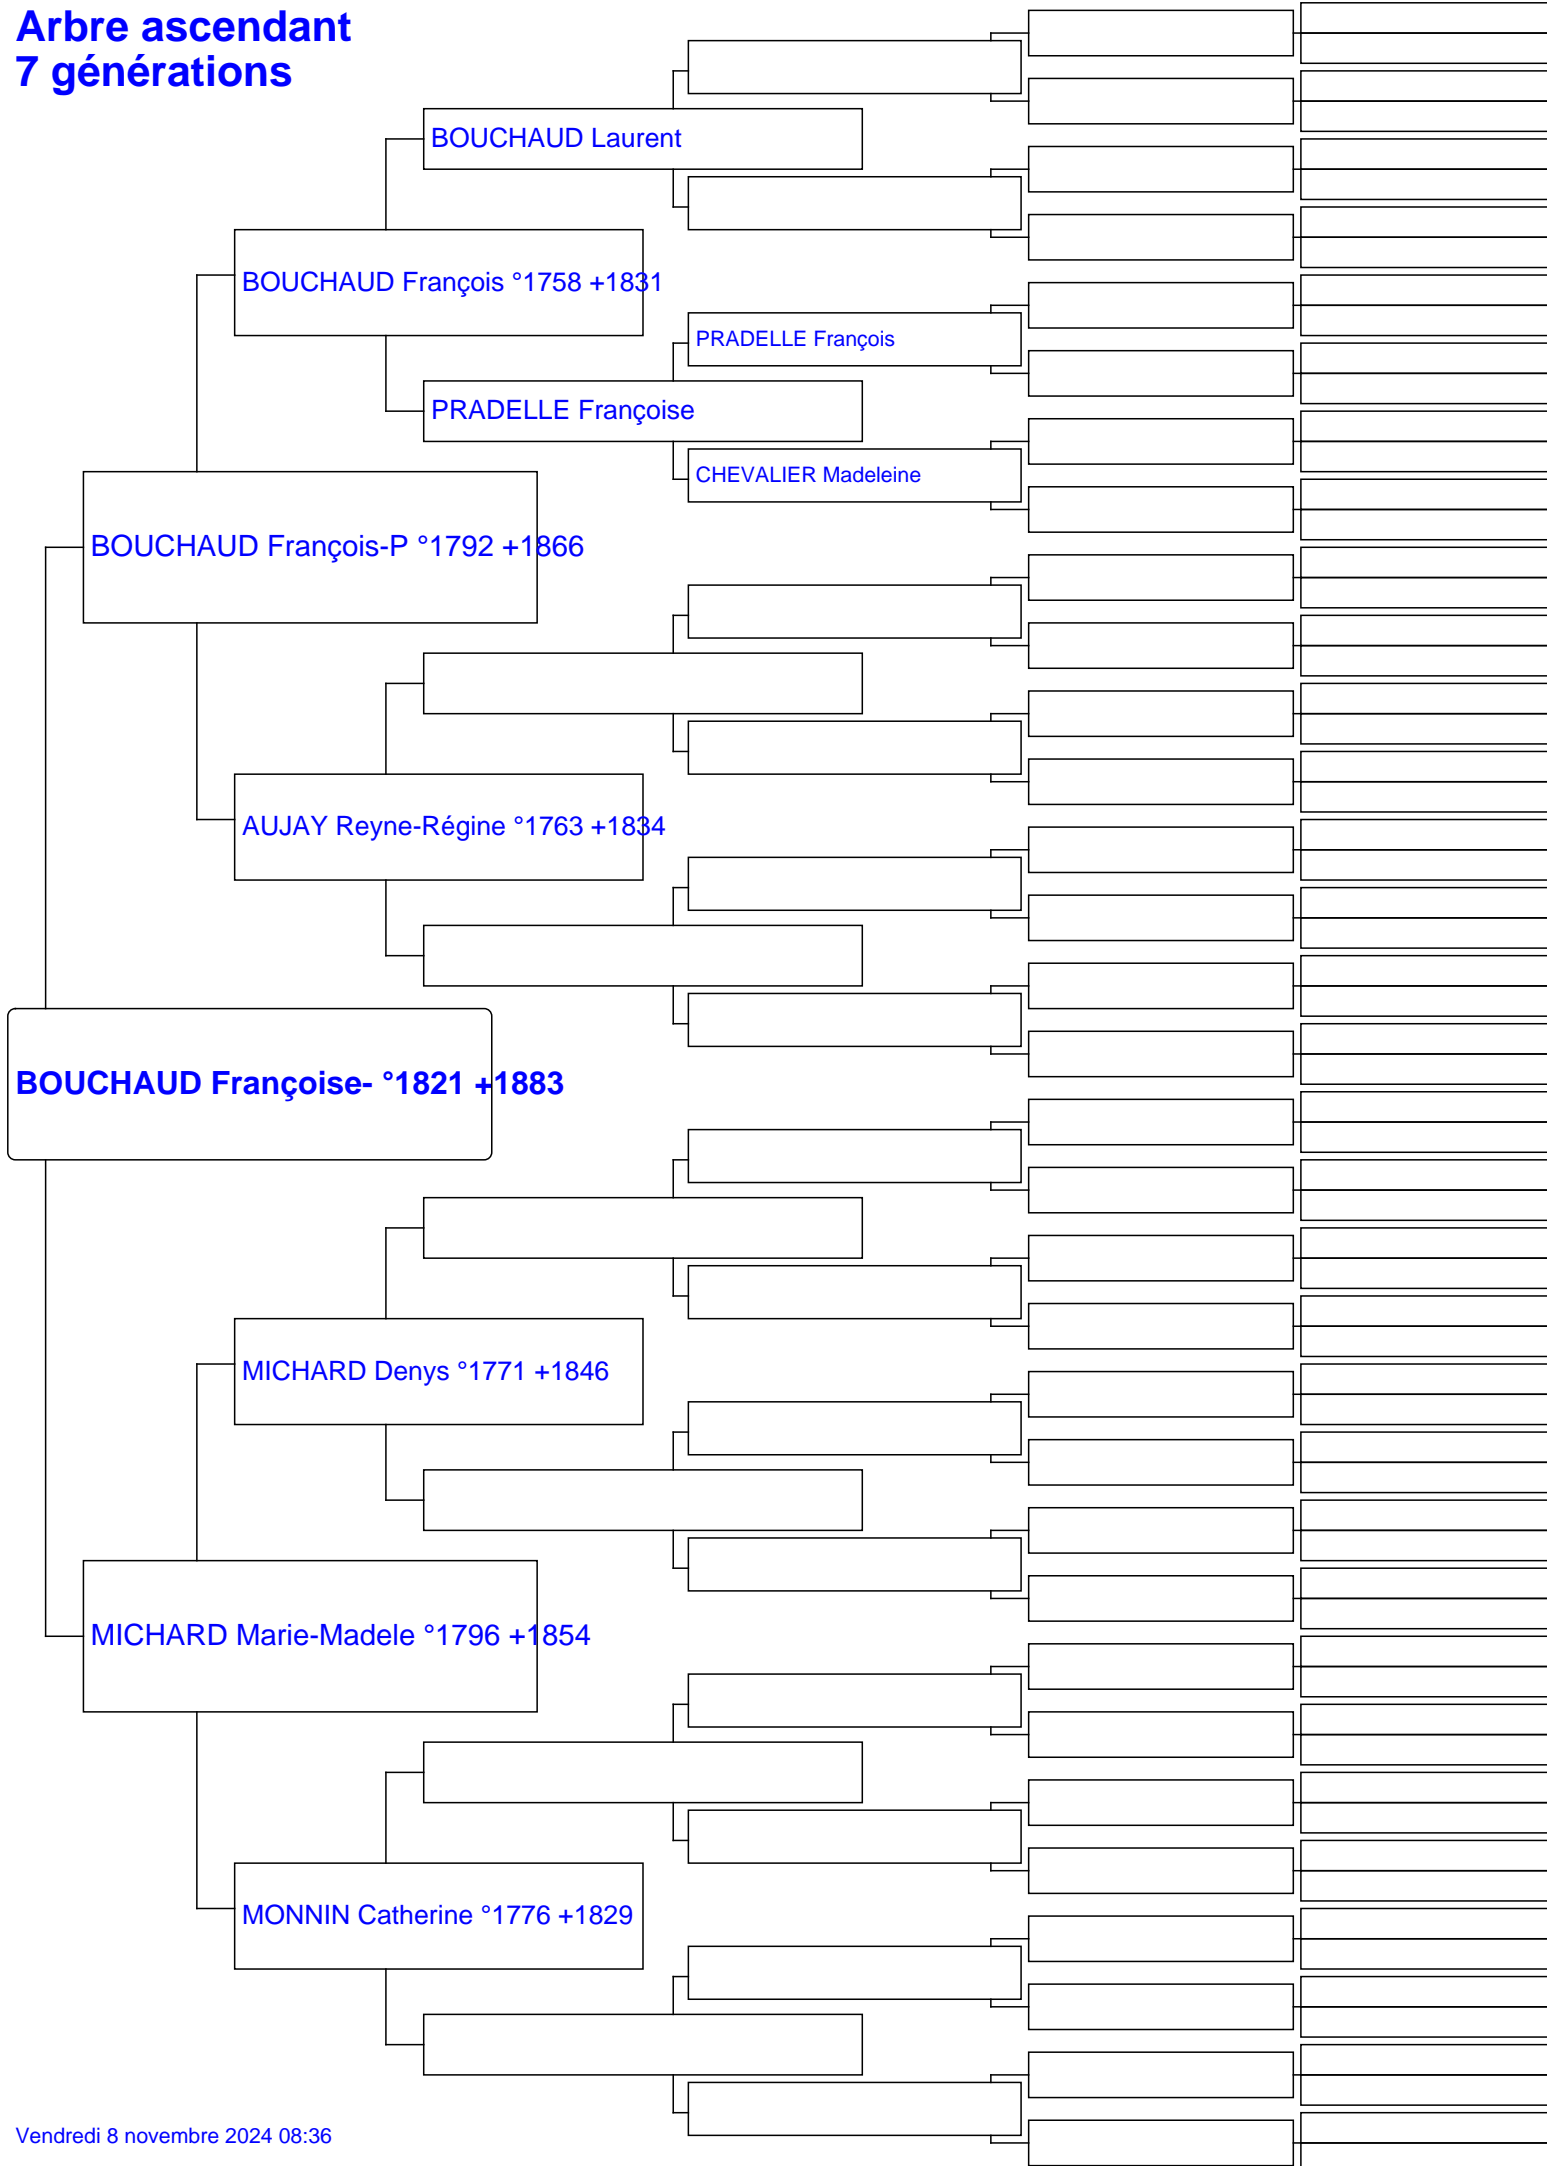 Arbre ascendant
7 générations
BOUCHAUD Laurent
BOUCHAUD François °1758 +1831
PRADELLE François
PRADELLE Françoise
CHEVALIER Madeleine
BOUCHAUD François-P °1792 +1866
AUJAY Reyne-Régine °1763 +1834
BOUCHAUD Françoise- °1821 +1883
MICHARD Denys °1771 +1846
MICHARD Marie-Madele °1796 +1854
MONNIN Catherine °1776 +1829
Vendredi 8 novembre 2024 08:36